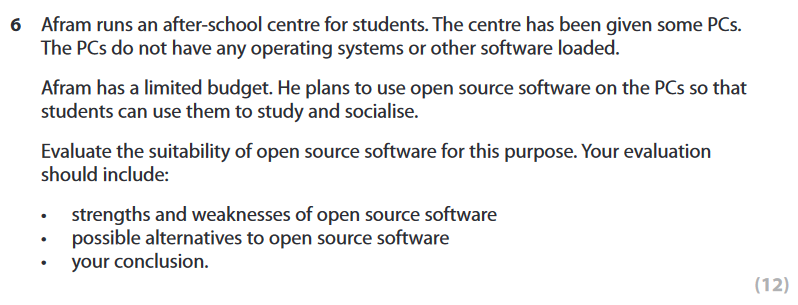 6 Afram runs an after-school centre for students. The centre has been given some PCs.
The PCs do not have any operating systems or other software loaded.
Afram has a limited budget. He plans to use open source software on the PCs so that
students can use them to study and socialise.
Evaluate the suitability of open source software for this purpose. Your evaluation
should include:
• strengths and weaknesses of open source software
• possible alternatives to open source software
• your conclusion.
(12)